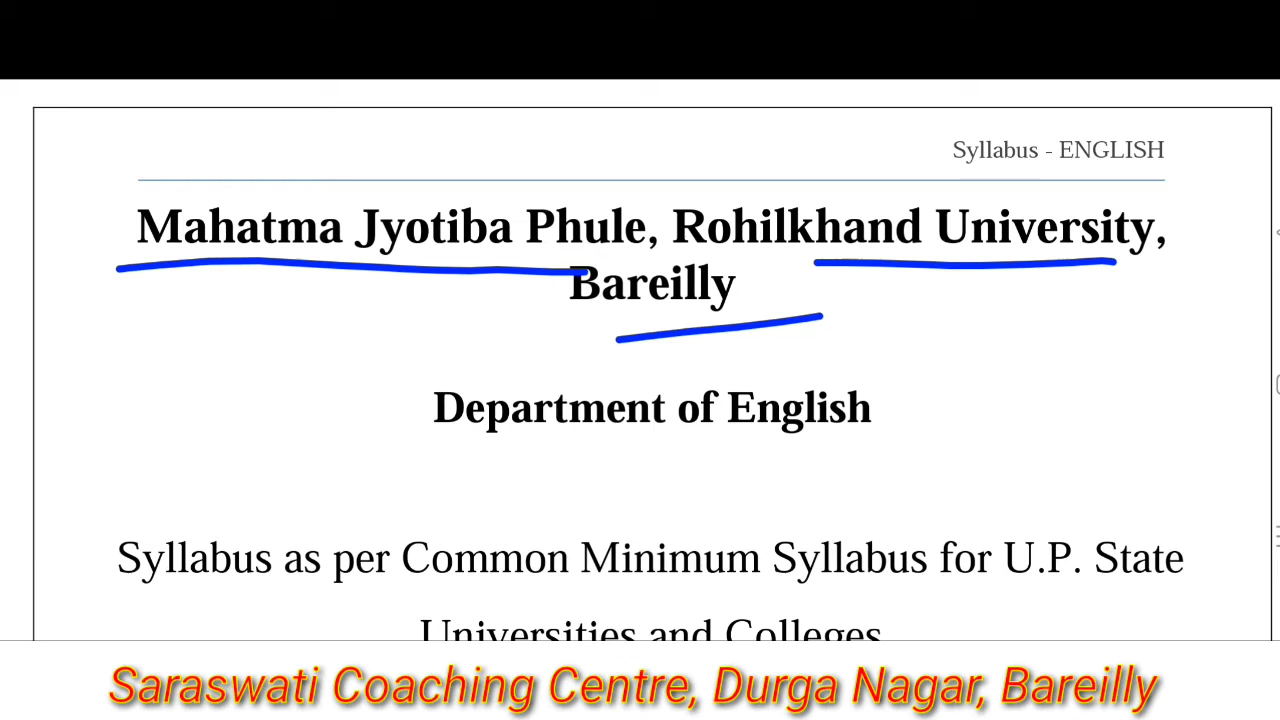 Syllabus - ENGLISH
Mahatma Jyotiba Phule, Rohilkhand University,
Bareilly
Department of English
Syllabus as per Common Minimum Syllabus for U.P. State
Universities and Colleges
Saraswati Coaching Centre, Durga Nagar, Bareilly